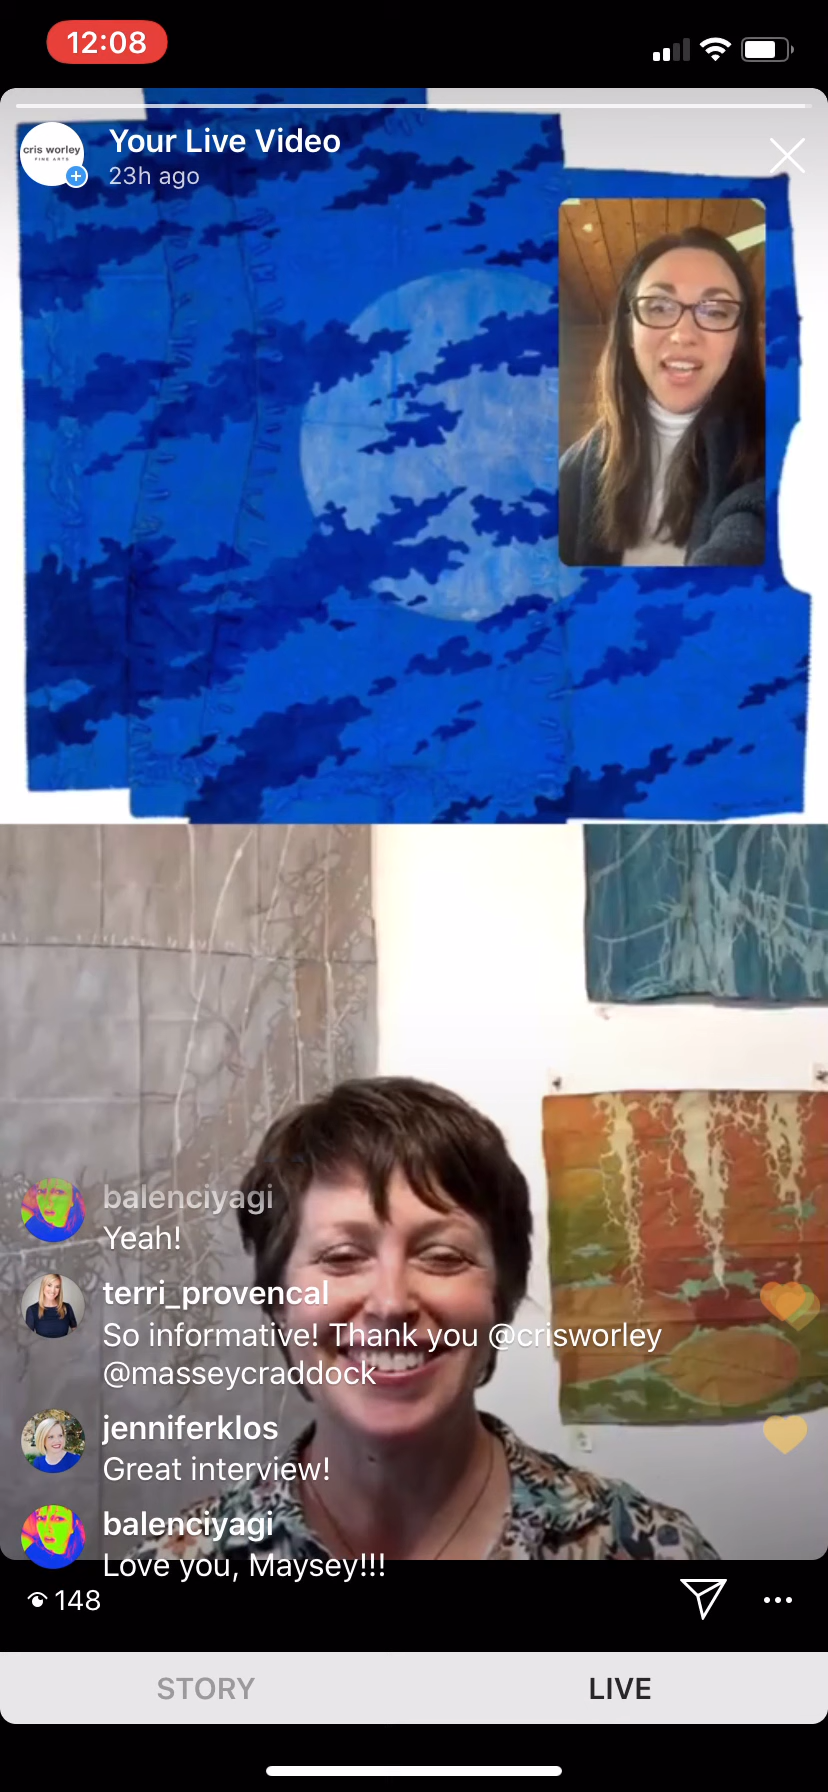 12:08
cris worley
FINE ARTS
Your Live Video
23h ago
balenciyagi
Yeah!
terri_provencal
So informative! Thank you @crisworley
@masseycraddock
jenniferklos
Great interview!
balenciyagi
Love you, Maysey!!!
148
STORY
LIVE